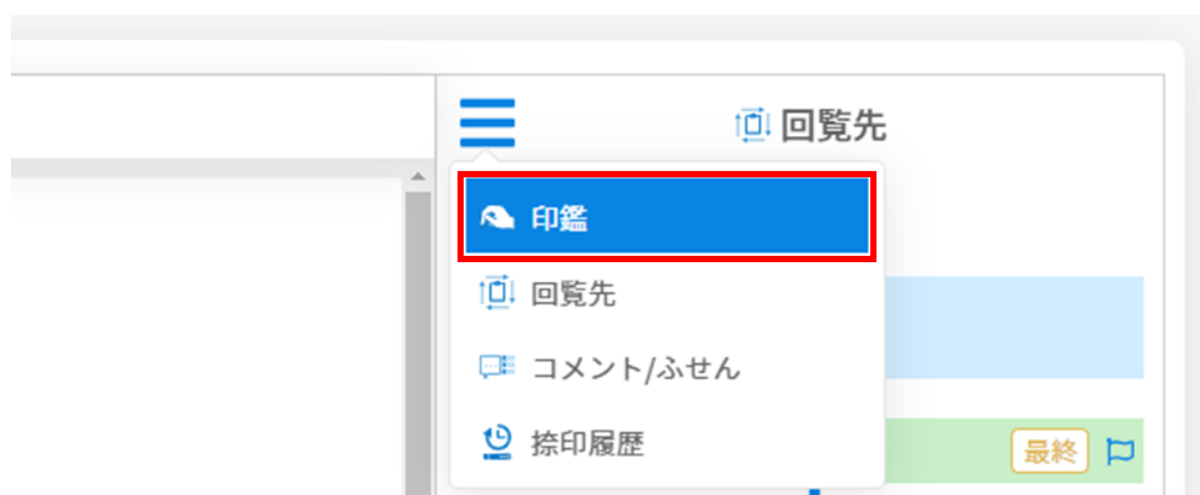 回覧先
印鑑
回覧先
コメント/ふせん
捺印履歴
最終